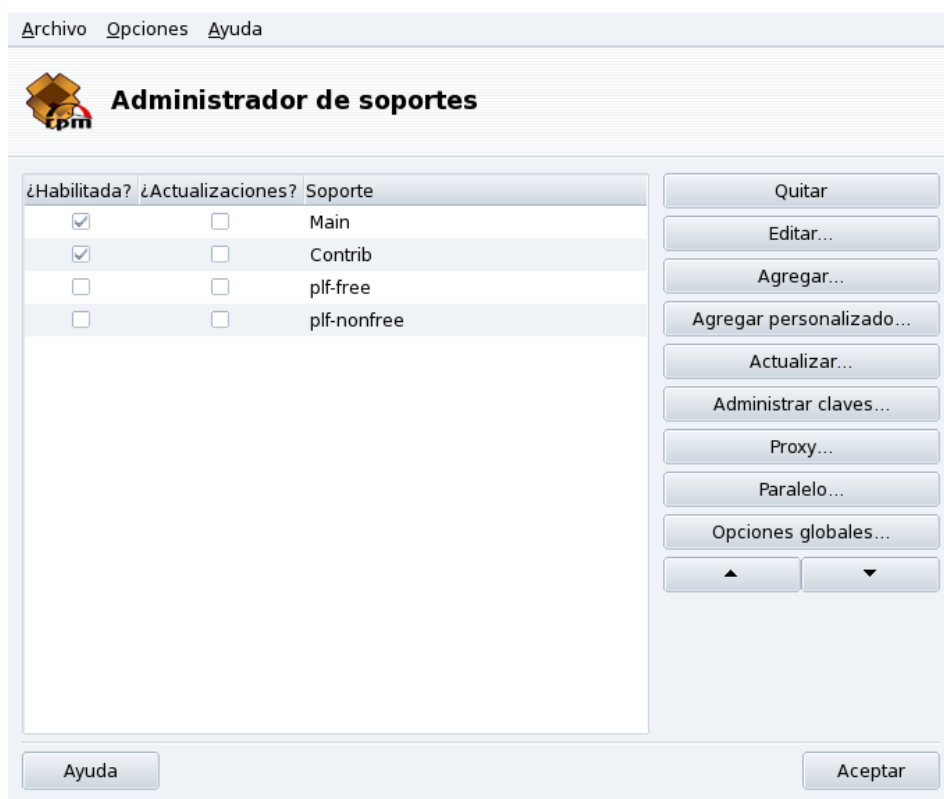 Archivo Opciones Ayuda
rpm
Administrador de soportes
¿Habilitada? ¿Actualizaciones? Soporte
Main
Contrib
plf-free
plf-nonfree
Quitar
Editar...
Agregar...
Agregar personalizado...
Actualizar...
Administrar claves...
Proxy...
Paralelo...
Opciones globales...
Ayuda
Aceptar